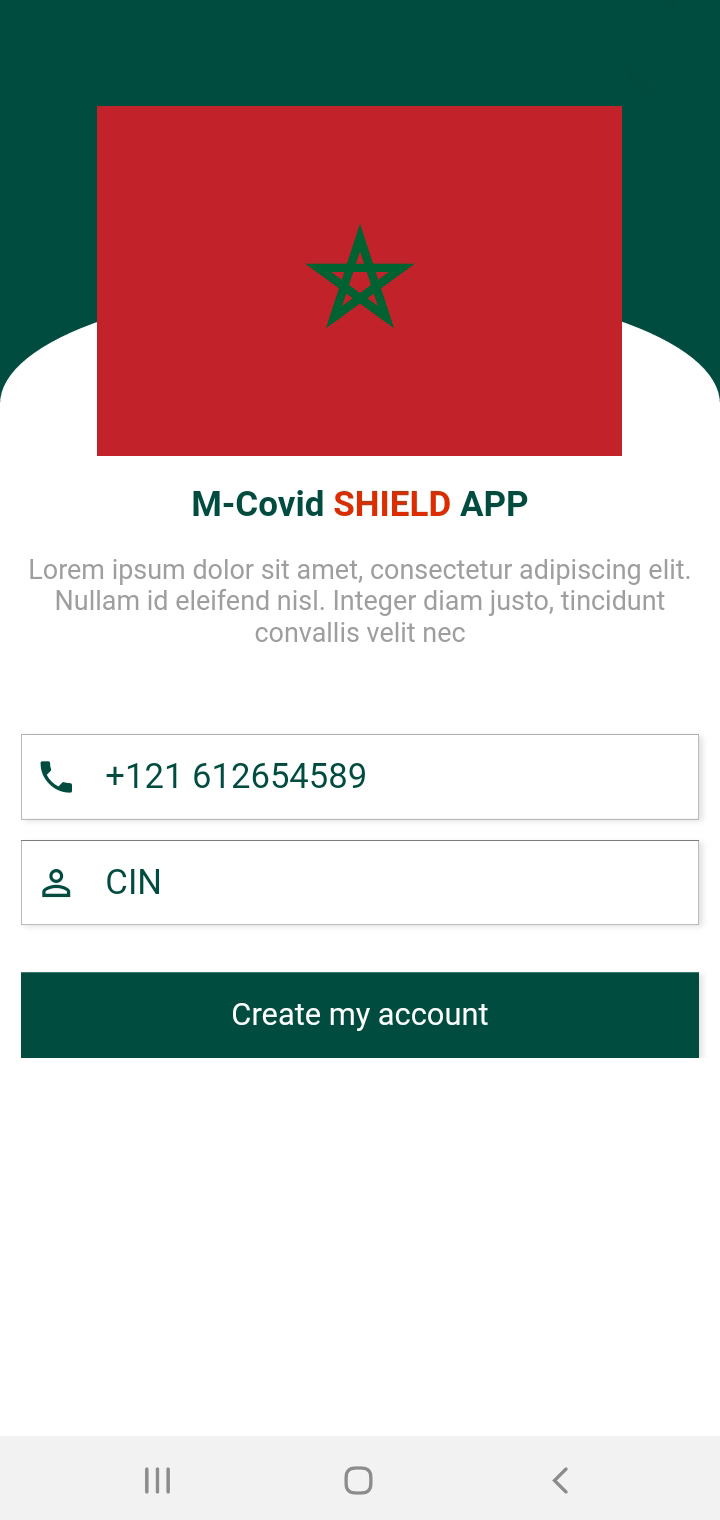 M-Covid SHIELD APP
Lorem ipsum dolor sit amet, consectetur adipiscing elit.
Nullam id eleifend nisl. Integer diam justo, tincidunt
convallis velit nec
+121 612654589
CIN
Create my account